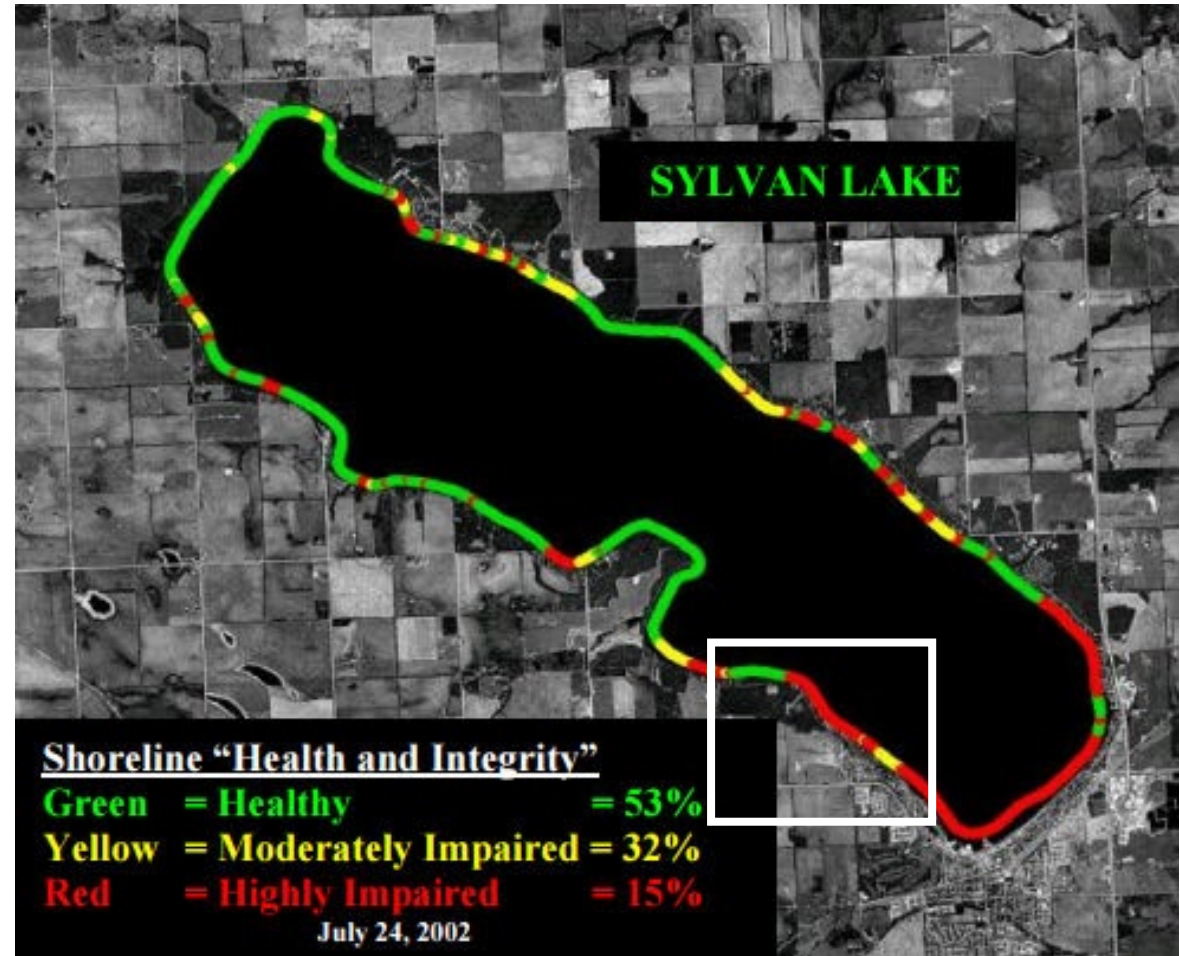 SYLVAN LAKE
Shoreline “Health and Integrity”
Green = Healthy = 53%
Yellow = Moderately Impaired = 32%
Red = Highly Impaired = 15%
July 24, 2002